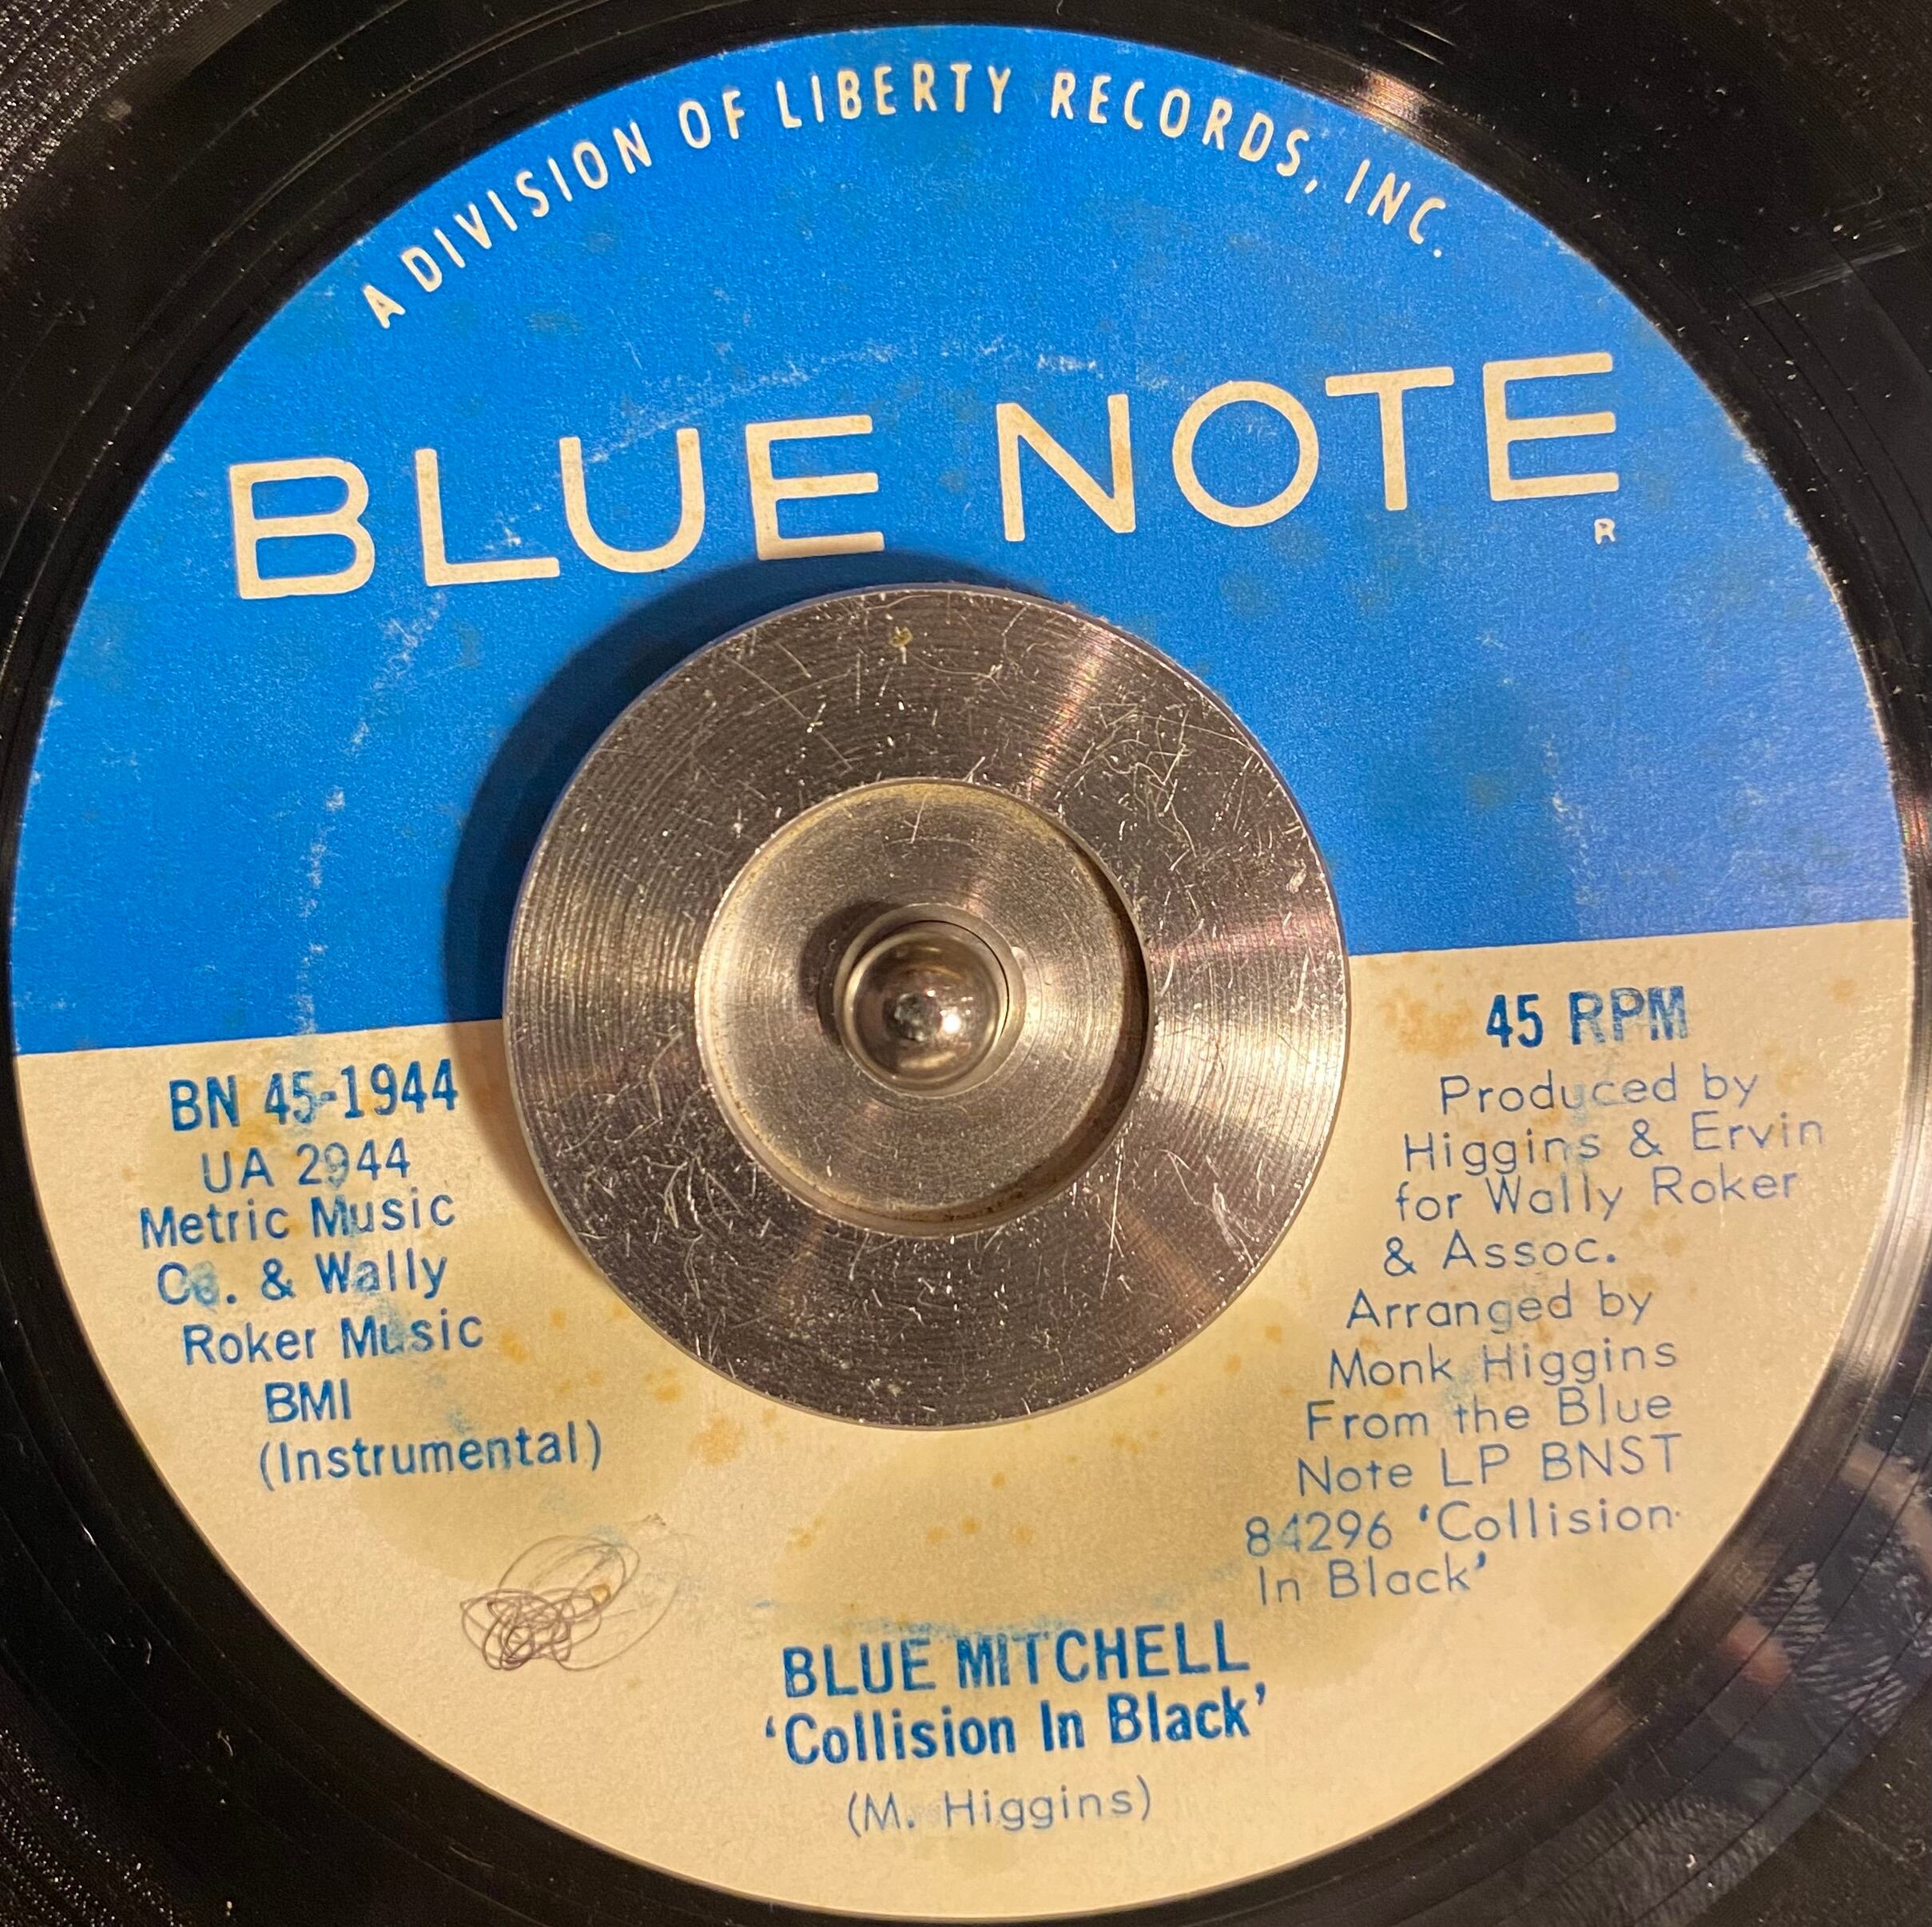 A DIVISION OF LIBERTY RECORDS, INC.
BLUE NOTE
R
BN 45-1944
UA 2944
Metric Music
Co. & Wally
Roker Music
BMI
(Instrumental)
45 RPM
Produced by
Higgins & Ervin
for Wally Roker
& Assoc.
Arranged by
Monk Higgins
From the Blue
Note LP BNST
84296 ‘Collision
In Black’
BLUE MITCHELL
‘Collision In Black’
(M. Higgins)